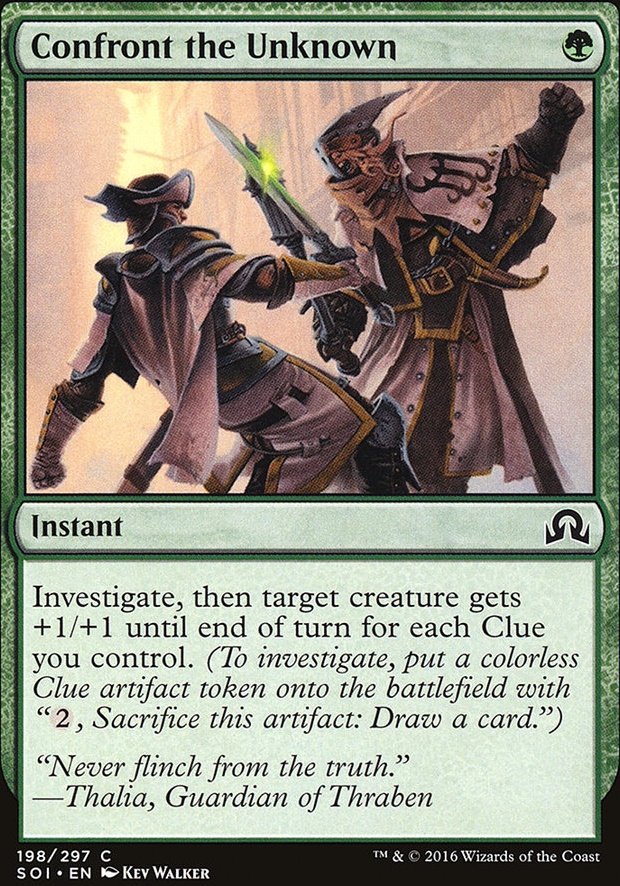 Confront the Unknown
Instant
Investigate, then target creature gets
+1/+1 until end of turn for each Clue
you control. (To investigate, put a colorless
Clue artifact token onto the battlefield with
“2, Sacrifice this artifact: Draw a card.”)
“Never flinch from the truth.”
—Thalia, Guardian of Thraben
198/297 C
SOI • EN Kev Walker
™ & © 2016 Wizards of the Coast